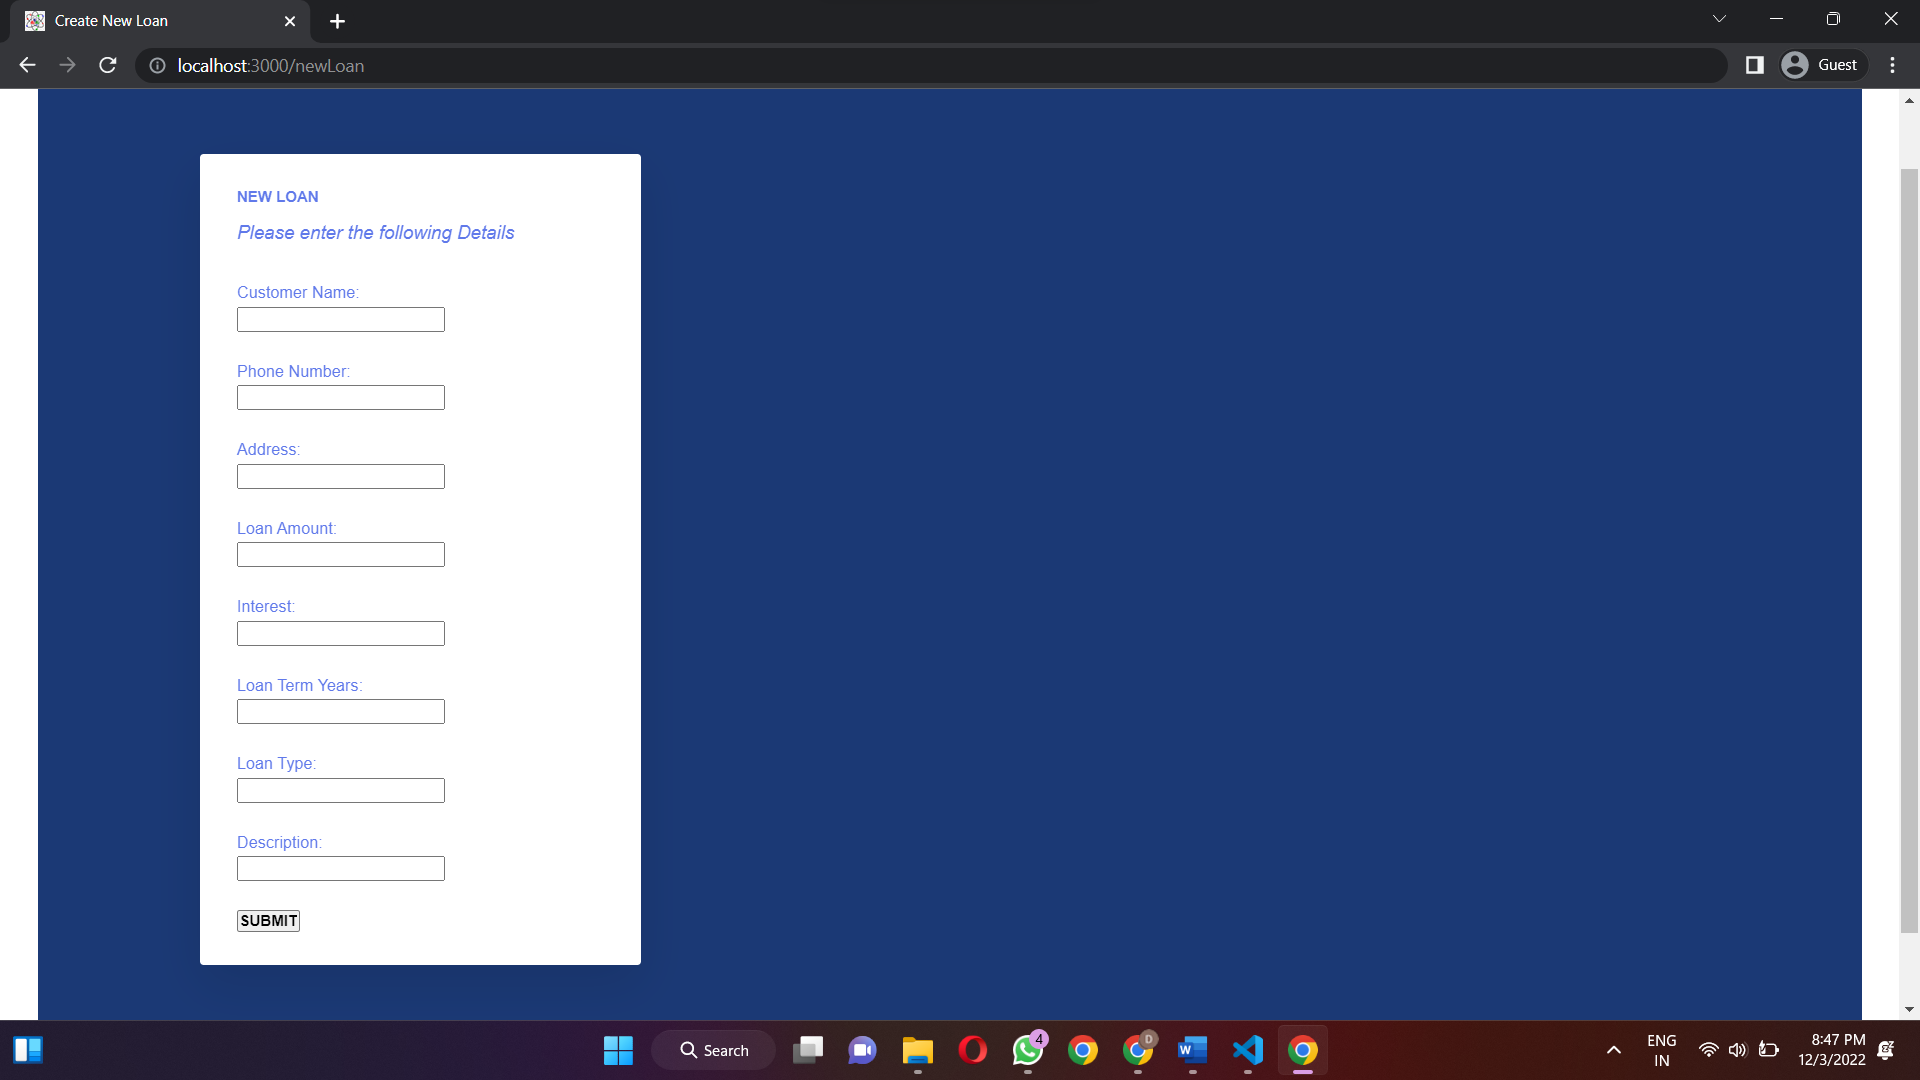 Create New Loan
localhost:3000/newLoan
Guest
NEW LOAN
Please enter the following Details
Customer Name:
Phone Number:
Address:
Loan Amount:
Interest:
Loan Term Years:
Loan Type:
Description:
SUBMIT
Search
4
D
W
ENG
IN
8:47 PM
12/3/2022